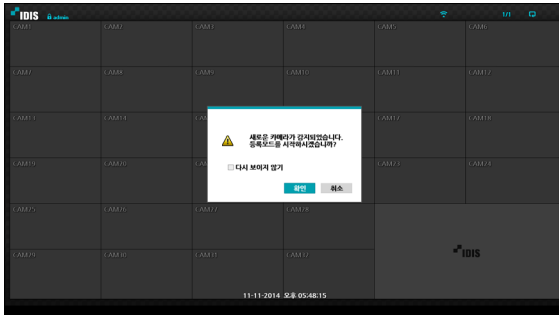 IDIS admin 1/1
CAM1 CAM2 CAM3 CAM4 CAM5 CAM6
CAM7 CAM8 CAM9 CAM10 CAM11 CAM12
CAM13 CAM14 CAM17 CAM18
새로운 카메라가 감지되었습니다.
등록모드를 시작하시겠습니까?
CAM19 CAM20 CAM23 CAM24
다시 보이지 않기
확인 취소
CAM25 CAM26 CAM27 CAM28
IDIS
CAM29 CAM30 CAM31 CAM32
11-11-2014 오후 05:48:15